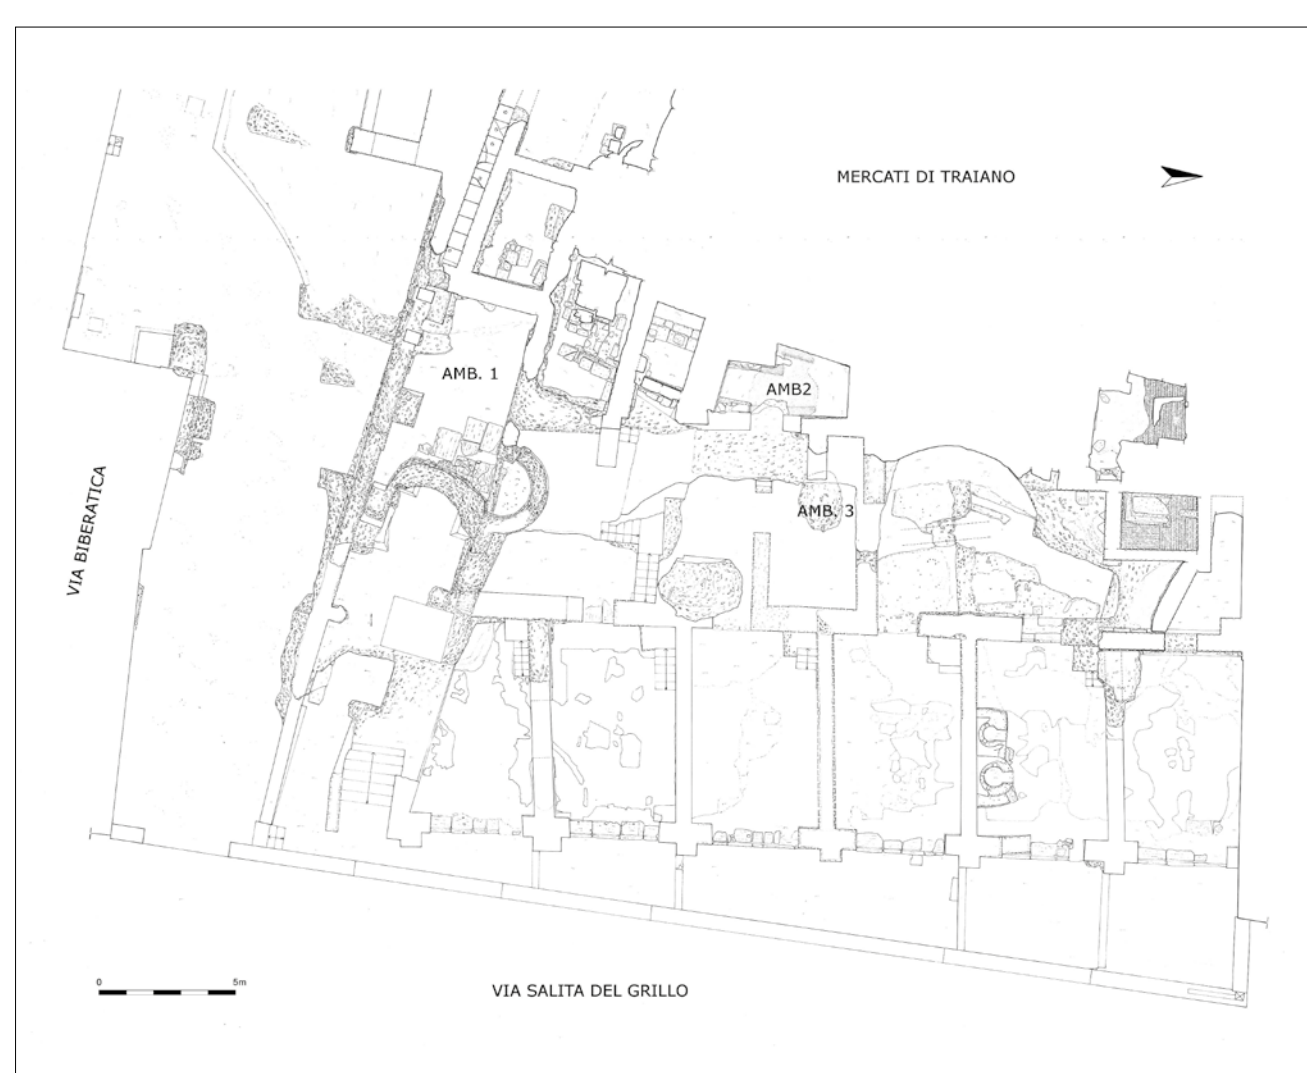 MERCATI DI TRAIANO
AMB. 1
AMB2
AMB. 3
VIA BIBERATICA
0 5m
VIA SALITA DEL GRILLO